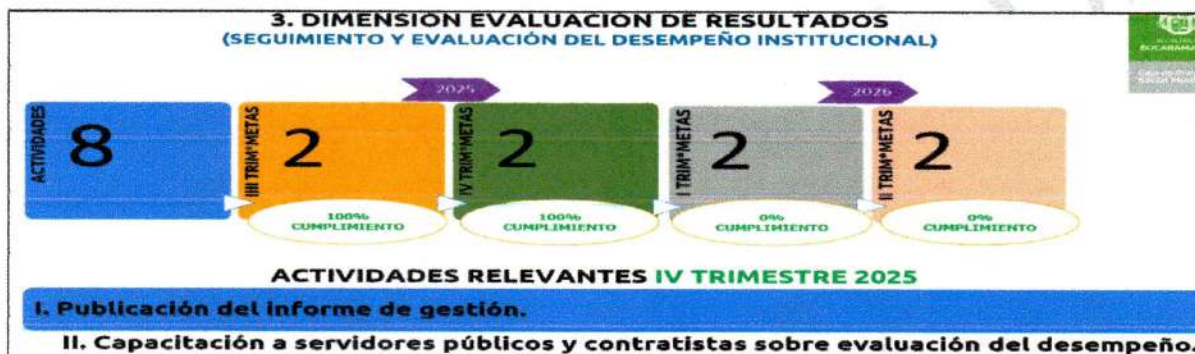 3. DIMENSIÓN EVALUACIÓN DE RESULTADOS
(SEGUIMIENTO Y EVALUACIÓN DEL DESEMPEÑO INSTITUCIONAL)
2025
2026
ACTIVIDADES
8
IIII TRIM*METAS
2
IV TRIM*METAS
2
I TRIM*METAS
2
II TRIM*METAS
2
100%
CUMPLIMIENTO
100%
CUMPLIMIENTO
0%
CUMPLIMIENTO
0%
CUMPLIMIENTO
ACTIVIDADES RELEVANTES IV TRIMESTRE 2025
I. Publicación del informe de gestión.
II. Capacitación a servidores públicos y contratistas sobre evaluación del desempeño.